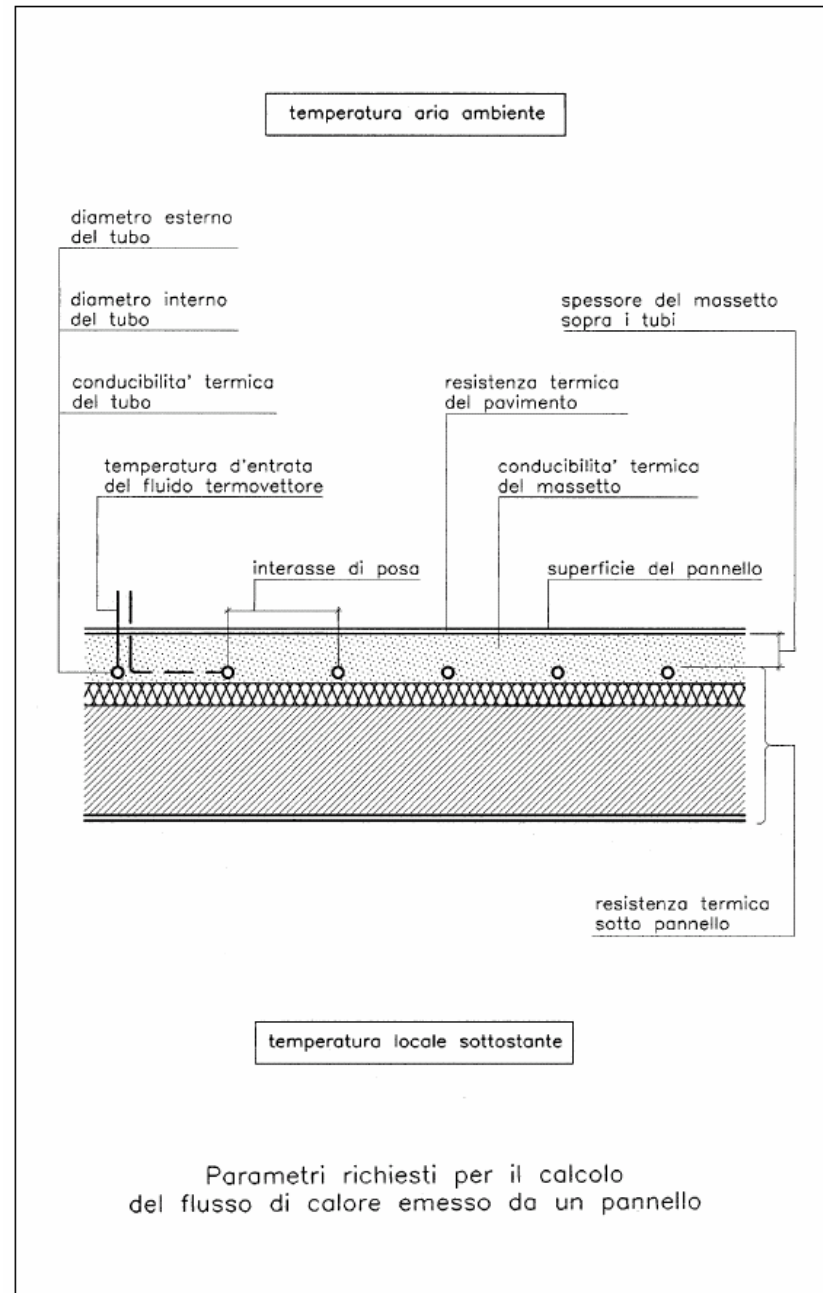 temperatura aria ambiente
diametro esterno
del tubo
diametro interno
del tubo
conducibilita' termica
del tubo
temperatura d'entrata
del fluido termovettore
interasse di posa
spessore del massetto
sopra i tubi
resistenza termica
del pavimento
conducibilita' termica
del massetto
superficie del pannello
resistenza termica
sotto pannello
temperatura locale sottostante
Parametri richiesti per il calcolo
del flusso di calore emesso da un pannello